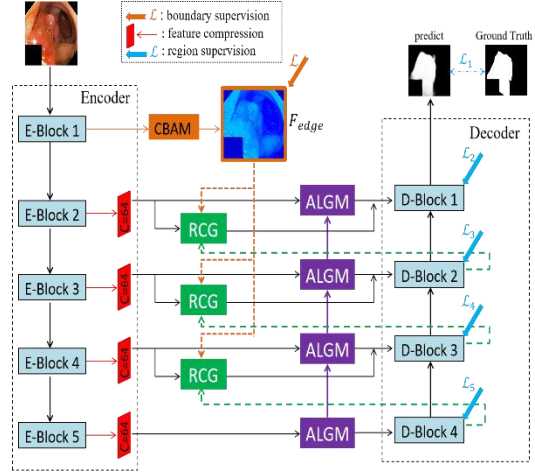 ℒ : boundary supervision
: feature compression
ℒ : region supervision
predict
Ground Truth
ℒ
ℒ₁
Encoder
F_edge
Decoder
E-Block 1
CBAM
ℒ₂
E-Block 2
C=64
RCG
ALGM
D-Block 1
ℒ₃
E-Block 3
C=64
RCG
ALGM
D-Block 2
ℒ₄
E-Block 4
C=64
RCG
ALGM
D-Block 3
ℒ₅
E-Block 5
C=64
ALGM
D-Block 4